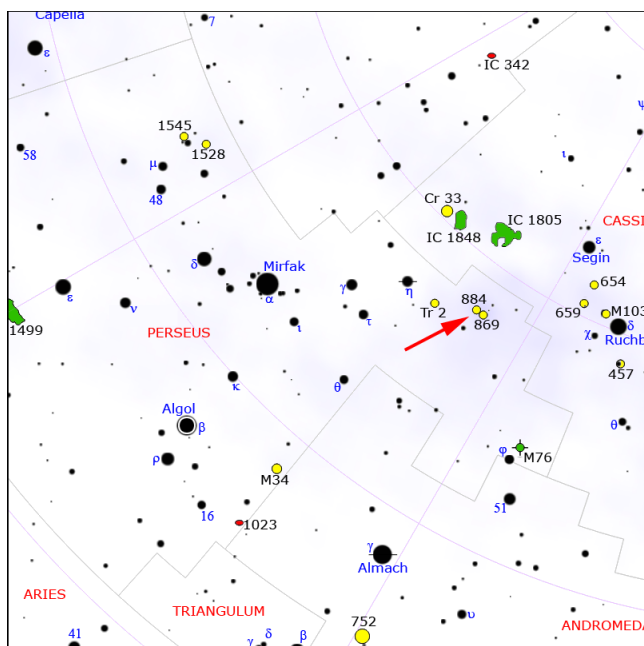 Capella
7
ε
IC 342
ψ
1545
1528
58
μ
48
ι
Cr 33
IC 1848
IC 1805
CASSI
ε
Segin
δ
Mirfak
α
γ
η
654
ε
ν
1499
884
869
Tr 2
659
M103
δ
Ruchb
χ
PERSEUS
ι
τ
457
κ
θ
θ
Algol
β
ρ
M34
φ
M76
16
51
1023
γ
Almach
ARIES
TRIANGULUM
752
υ
ANDROMEDA
41
γ
δ
β